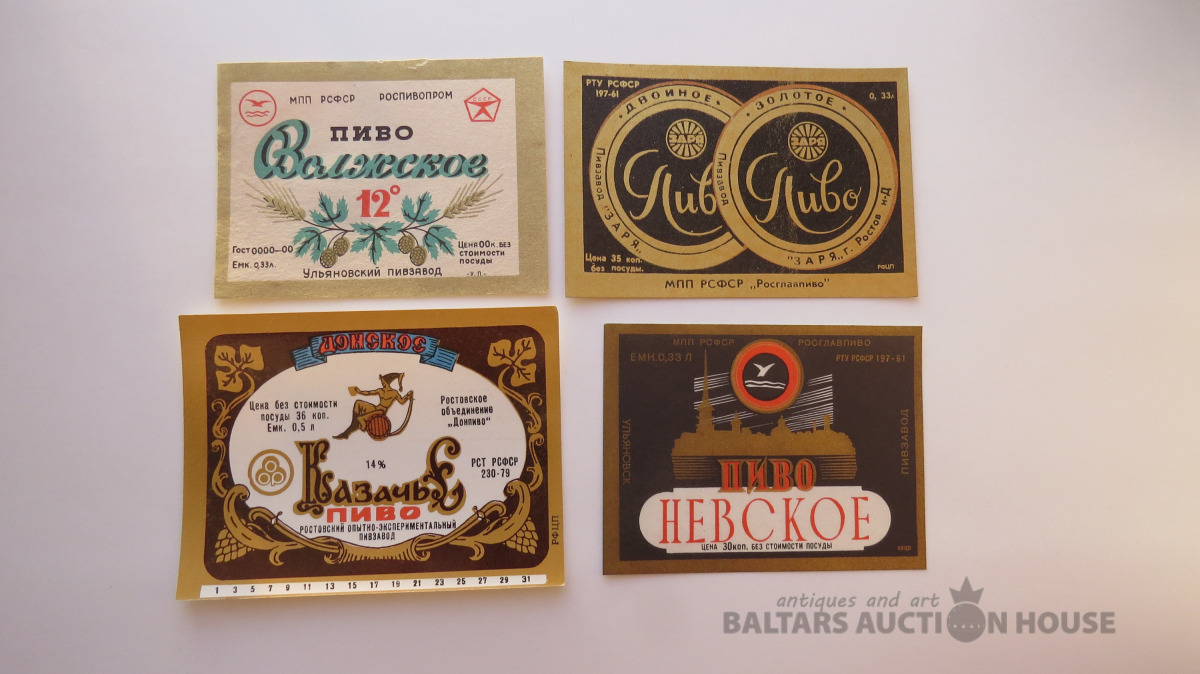 МПП РСФСР РОСПИВОПРОМ
СССР
ПИВО
Волжское
12°
Гост 0000-00
Емк. 0,33л.
Цена 00 к. без
стоимости
посуды
Ульяновский пивзавод
-У.П.-
РТУ РСФСР
197-61
0,33л
ДВОЙНОЕ
ЗАРЯ
Пив
Пивзавод "ЗАРЯ"
ЗОЛОТОЕ
ЗАРЯ
Пиво
Пивзавод "ЗАРЯ" г. Ростов н-Д
Цена 35 коп.
без посуды.
РФЦП
МПП РСФСР „Росглавпиво"
ДОНСКОЕ
Цена без стоимости
посуды 36 коп.
Емк. 0,5 л
Ростовское
объединение
„Донпиво"
14%
РСТ РСФСР
230-79
КАЗАЧЬЕ
ПИВО
РОСТОВСКИЙ ОПЫТНО-ЭКСПЕРИМЕНТАЛЬНЫЙ
ПИВЗАВОД
РФЦП
1 3 5 7 9 11 13 15 17 19 21 23 25 27 29 31
МПП РСФСР РОСГЛАВПИВО
ЕМК.0,33 Л
РТУ РСФСР 197-61
УЛЬЯНОВСК
ПИВЗАВОД
ПИВО
НЕВСКОЕ
ЦЕНА 30КОП. БЕЗ СТОИМОСТИ ПОСУДЫ
antiques and art
BALTARS AUCTION HOUSE